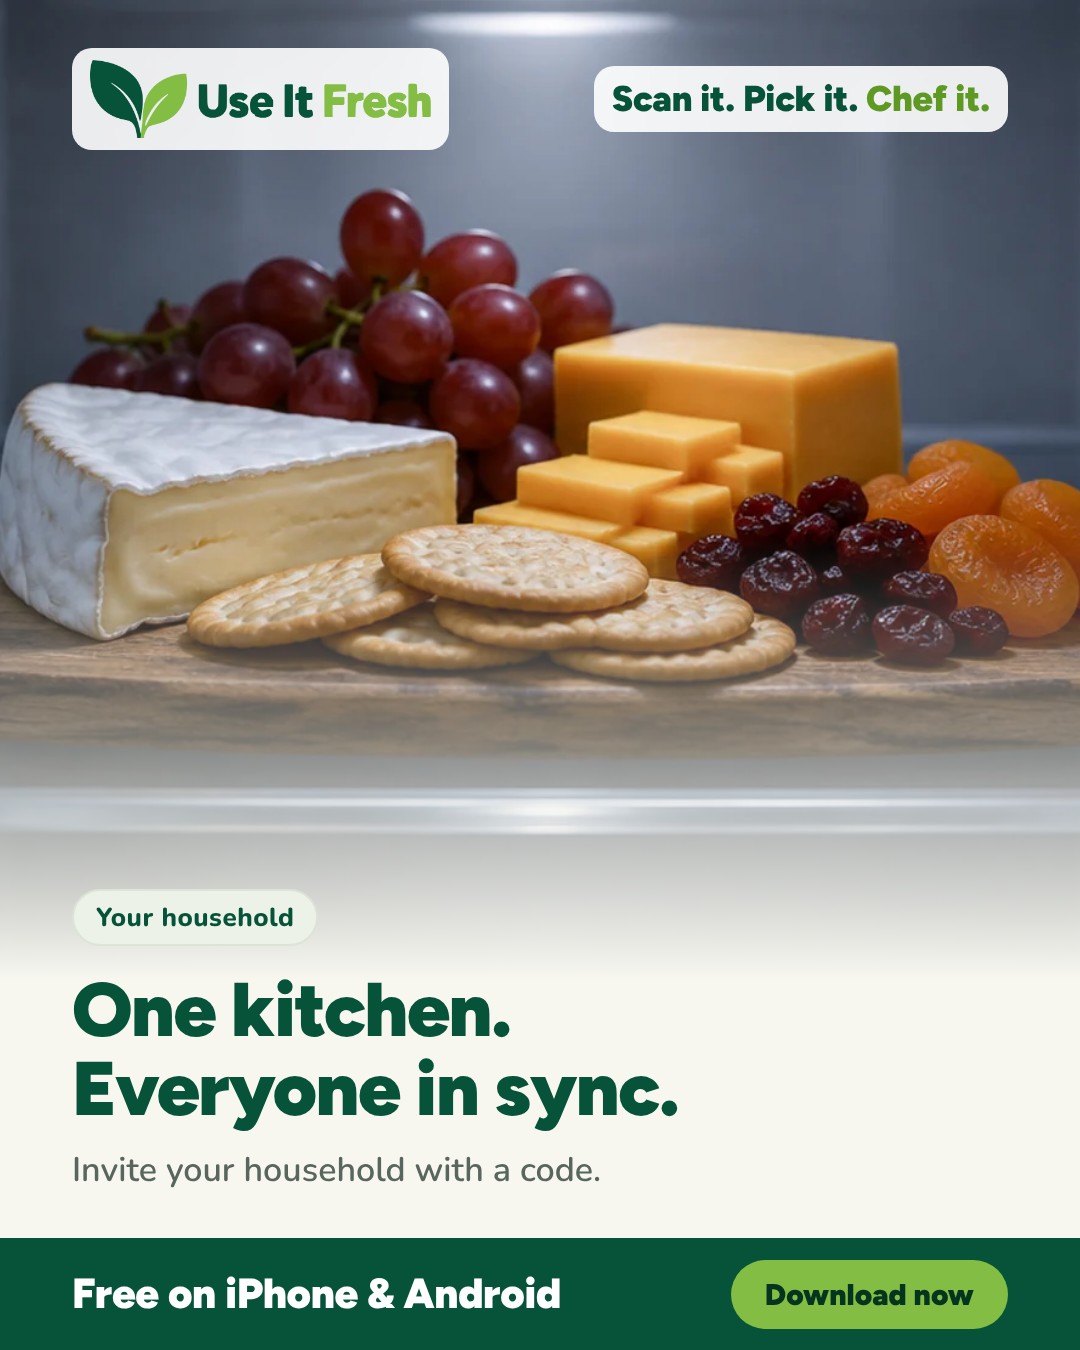 Use It Fresh
Scan it. Pick it. Chef it.
Your household
One kitchen.
Everyone in sync.
Invite your household with a code.
Free on iPhone & Android
Download now